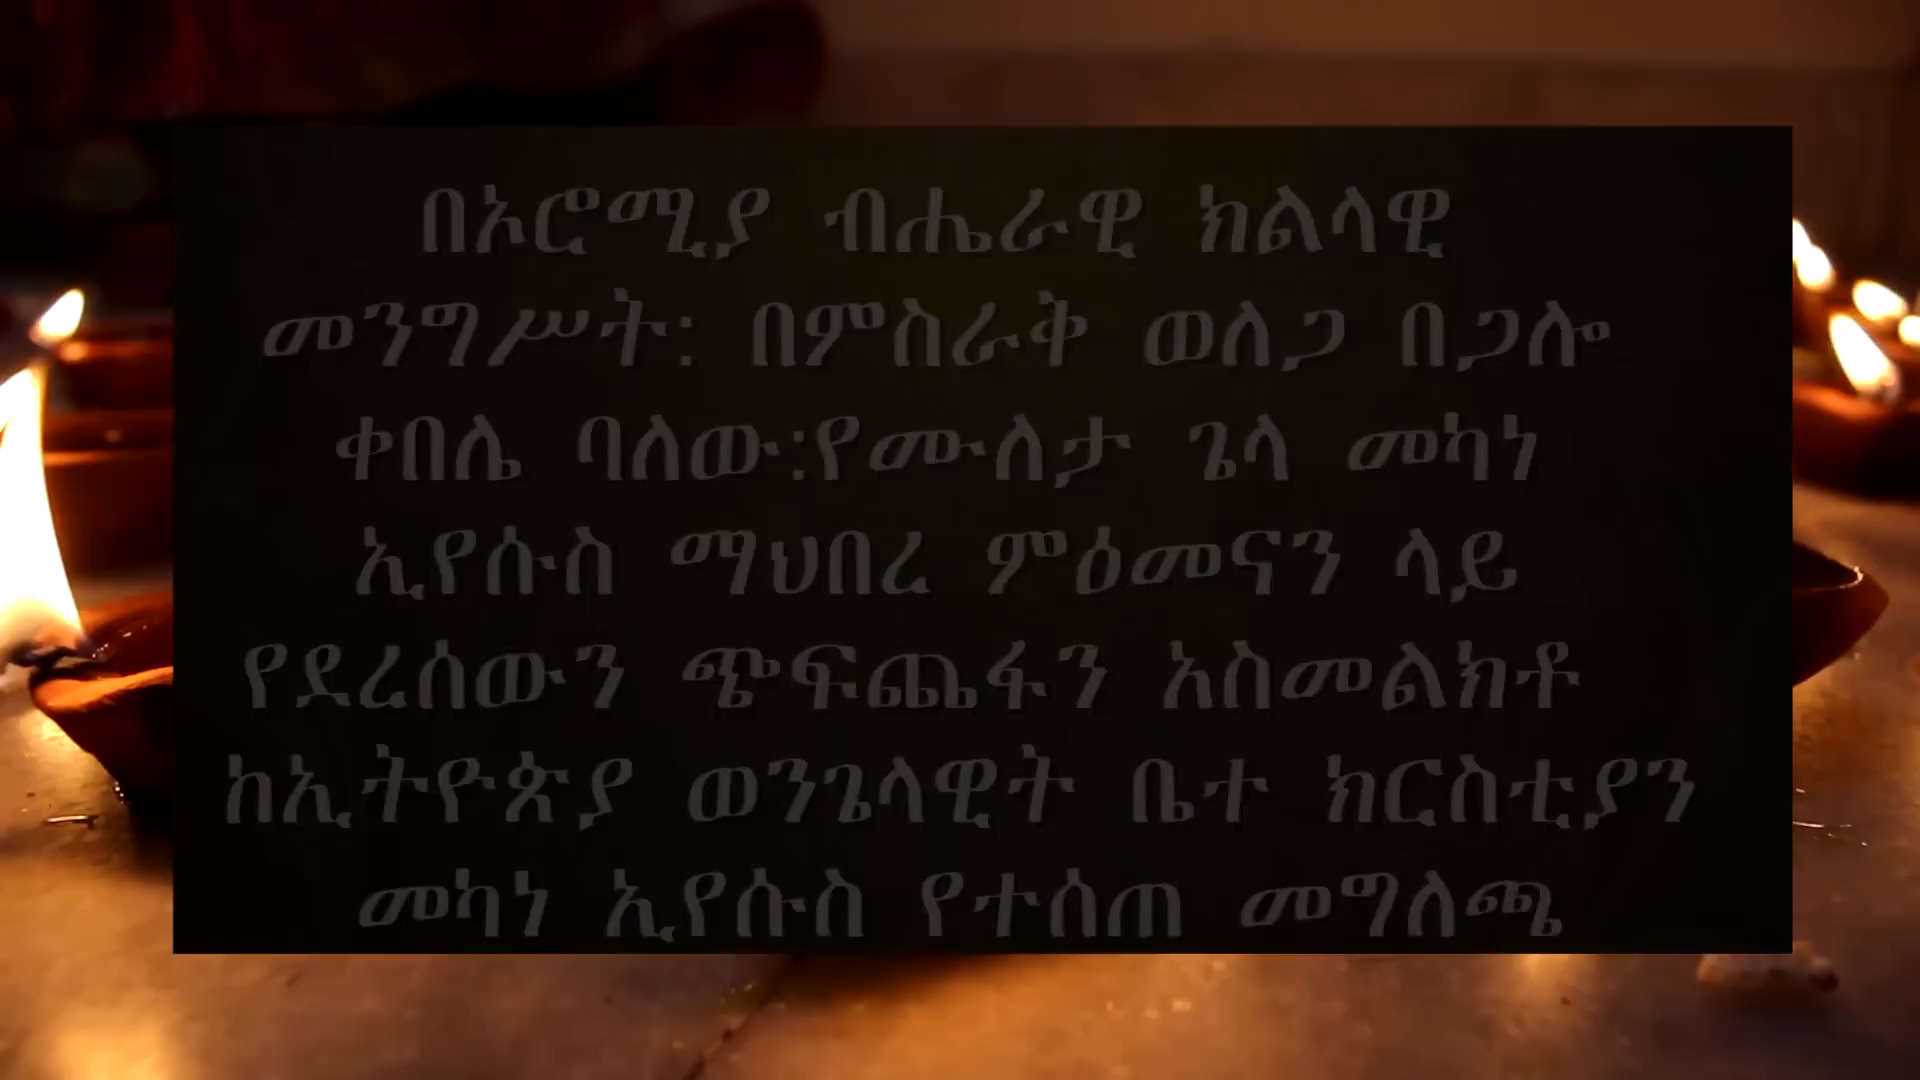 በኦሮሚያ ብሔራዊ ክልላዊ
መንግሥት: በምስራቅ ወለጋ በጋሎ
ቀበሌ ባለው:የሙለታ ጌላ መካነ
ኢየሱስ ማህበረ ምዕመናን ላይ
የደረሰውን ጭፍጨፋን አስመልክቶ
ከኢትዮጵያ ወንጌላዊት ቤተ ክርስቲያን
መካነ ኢየሱስ የተሰጠ መግለጫ